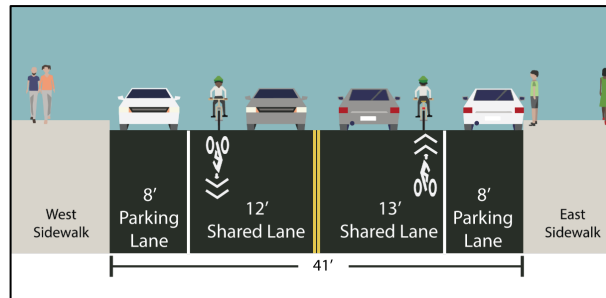 West
Sidewalk
8'
Parking
Lane
12'
Shared Lane
13'
Shared Lane
8'
Parking
Lane
East
Sidewalk
41'